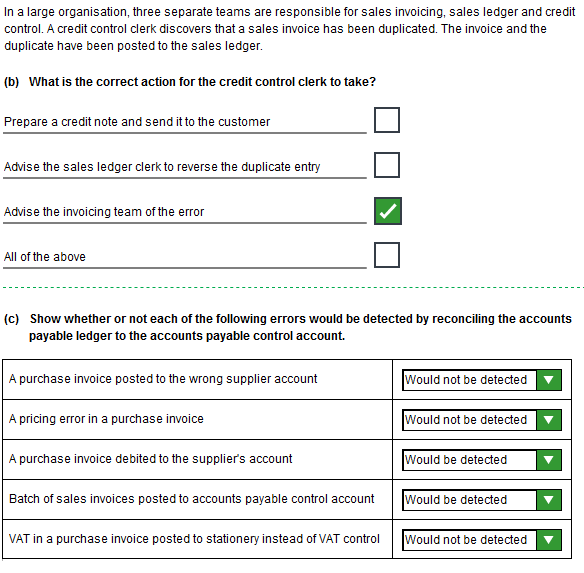 In a large organisation, three separate teams are responsible for sales invoicing, sales ledger and credit
control. A credit control clerk discovers that a sales invoice has been duplicated. The invoice and the
duplicate have been posted to the sales ledger.
(b) What is the correct action for the credit control clerk to take?
Prepare a credit note and send it to the customer
Advise the sales ledger clerk to reverse the duplicate entry
Advise the invoicing team of the error
All of the above
(c) Show whether or not each of the following errors would be detected by reconciling the accounts
payable ledger to the accounts payable control account.
A purchase invoice posted to the wrong supplier account Would not be detected
A pricing error in a purchase invoice Would not be detected
A purchase invoice debited to the supplier's account Would be detected
Batch of sales invoices posted to accounts payable control account Would be detected
VAT in a purchase invoice posted to stationery instead of VAT control Would not be detected